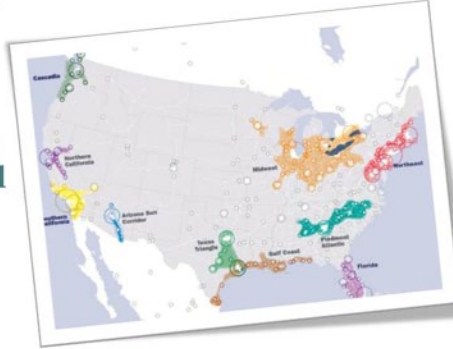 Cascadia
Northern
California
Southern
California
Arizona Sun
Corridor
Texas
Triangle
Gulf Coast
Midwest
Northeast
Piedmont
Atlantic
Florida